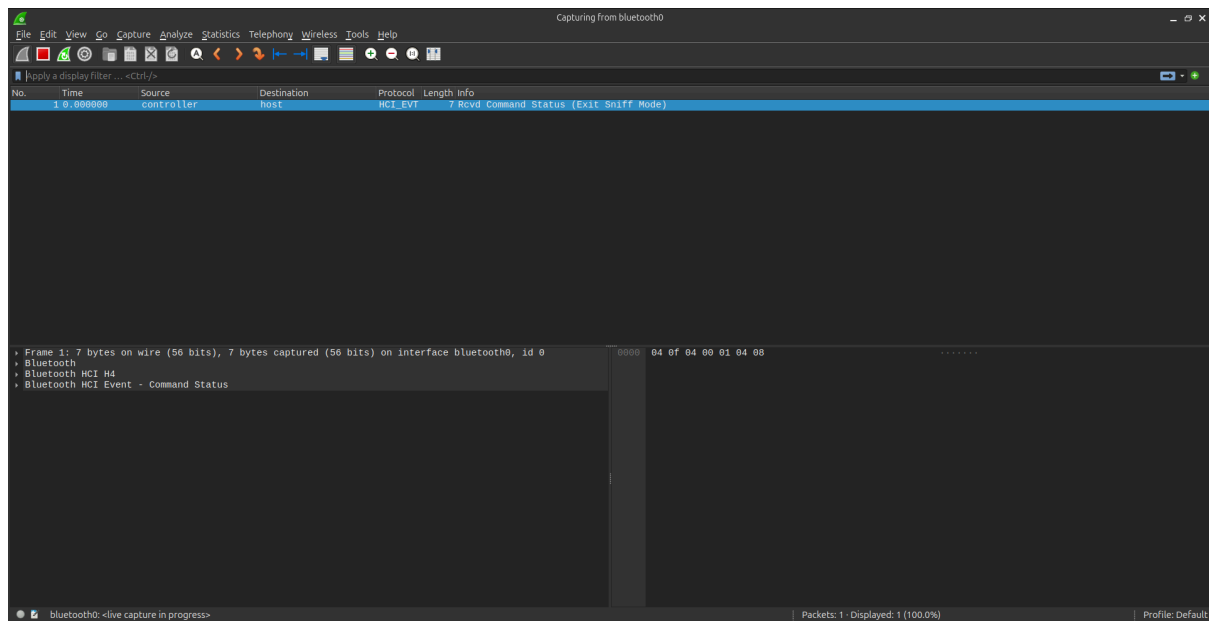 Capturing from bluetooth0
File Edit View Go Capture Analyze Statistics Telephony Wireless Tools Help
Apply a display filter … <Ctrl-/>
No. Time Source Destination Protocol Length Info
1 0.000000 controller host HCI_EVT 7 Rcvd Command Status (Exit Sniff Mode)
Frame 1: 7 bytes on wire (56 bits), 7 bytes captured (56 bits) on interface bluetooth0, id 0
Bluetooth
Bluetooth HCI H4
Bluetooth HCI Event - Command Status
0000 04 0f 04 00 01 04 08 ·······
bluetooth0: <live capture in progress>
Packets: 1 · Displayed: 1 (100.0%)
Profile: Default